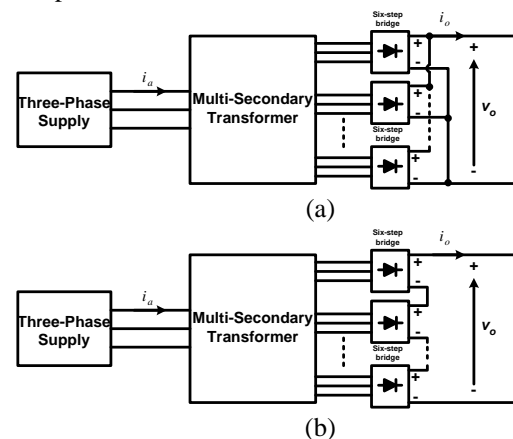 Six-step
bridge
i_o
+
-
+
Three-Phase
Supply
i_a
Multi-Secondary
Transformer
+
-
v_o
Six-step
bridge
+
-
-
(a)
Six-step
bridge
i_o
+
-
+
Three-Phase
Supply
i_a
Multi-Secondary
Transformer
+
-
v_o
Six-step
bridge
+
-
-
(b)